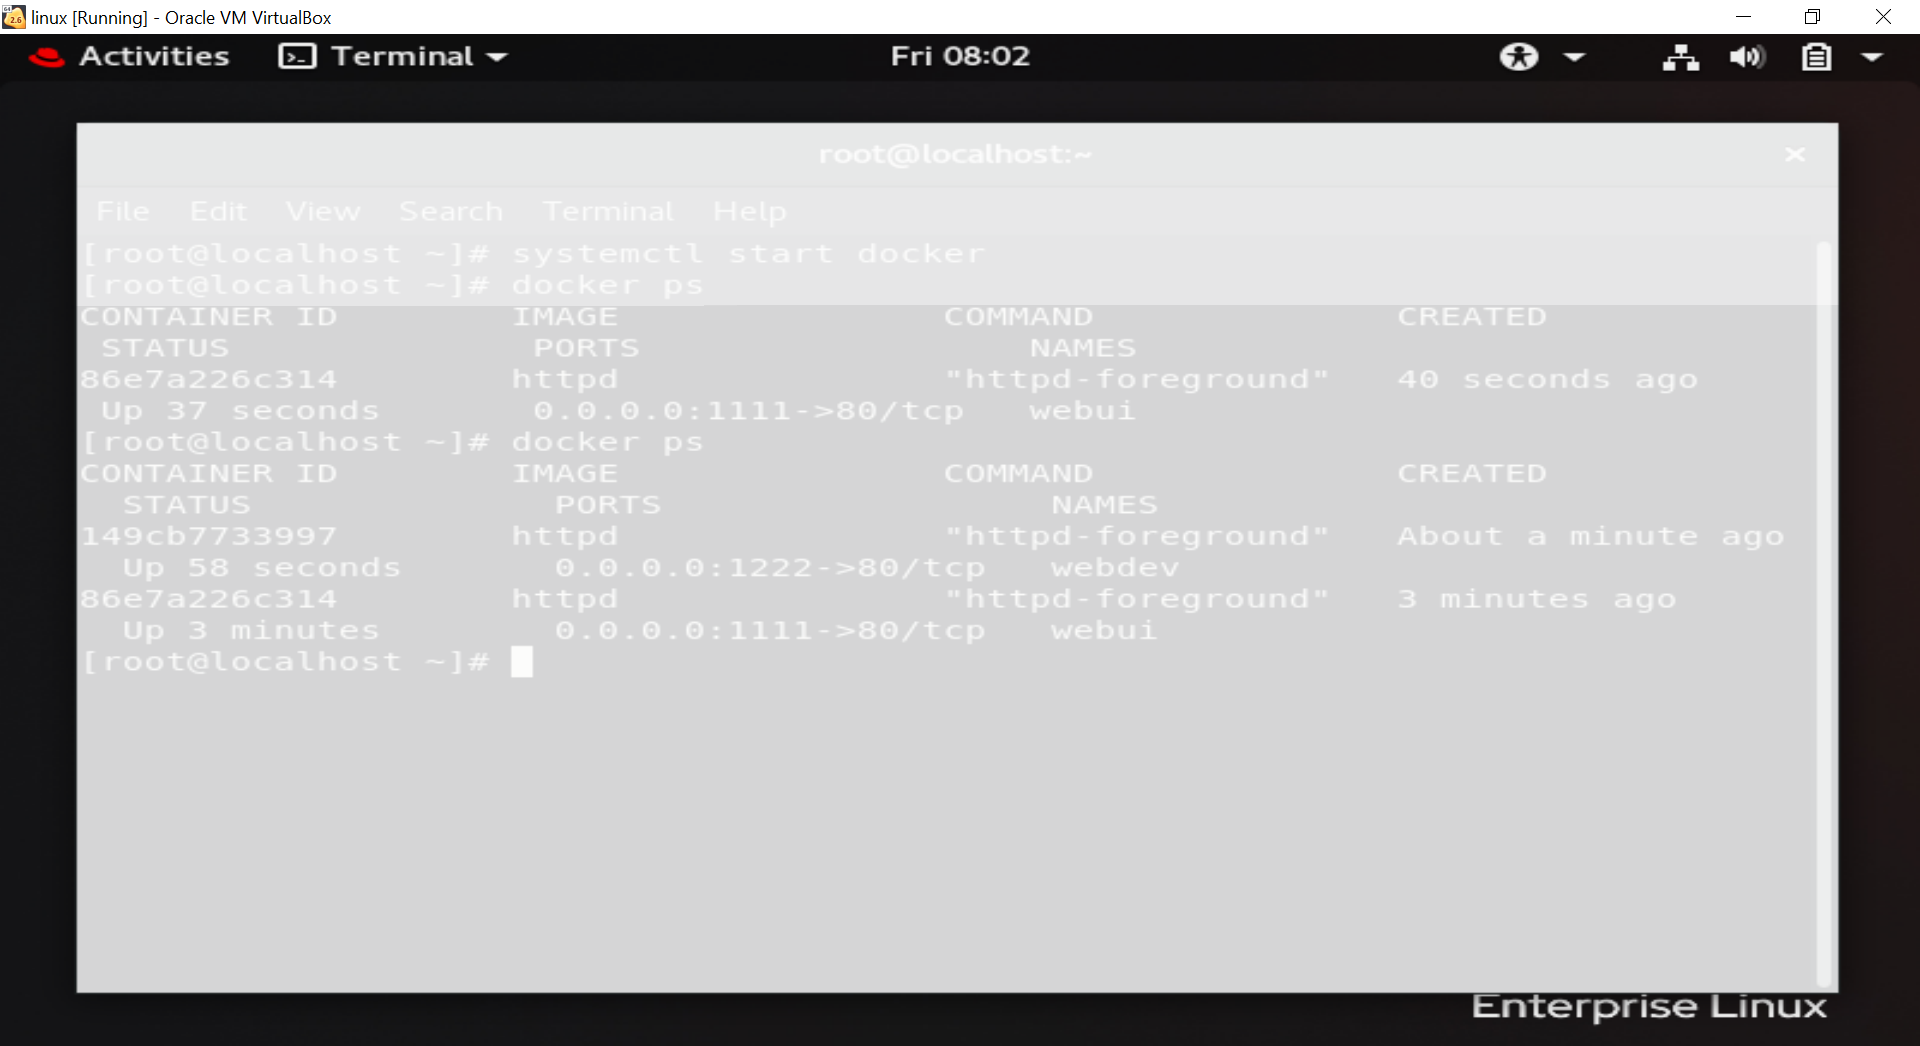 linux [Running] - Oracle VM VirtualBox
Activities Terminal Fri 08:02
root@localhost:~
File Edit View Search Terminal Help
[root@localhost ~]# systemctl start docker
[root@localhost ~]# docker ps
CONTAINER ID IMAGE COMMAND CREATED
STATUS PORTS NAMES
86e7a226c314 httpd "httpd-foreground" 40 seconds ago
Up 37 seconds 0.0.0.0:1111->80/tcp webui
[root@localhost ~]# docker ps
CONTAINER ID IMAGE COMMAND CREATED
STATUS PORTS NAMES
149cb7733997 httpd "httpd-foreground" About a minute ago
Up 58 seconds 0.0.0.0:1222->80/tcp webdev
86e7a226c314 httpd "httpd-foreground" 3 minutes ago
Up 3 minutes 0.0.0.0:1111->80/tcp webui
[root@localhost ~]#
Enterprise Linux